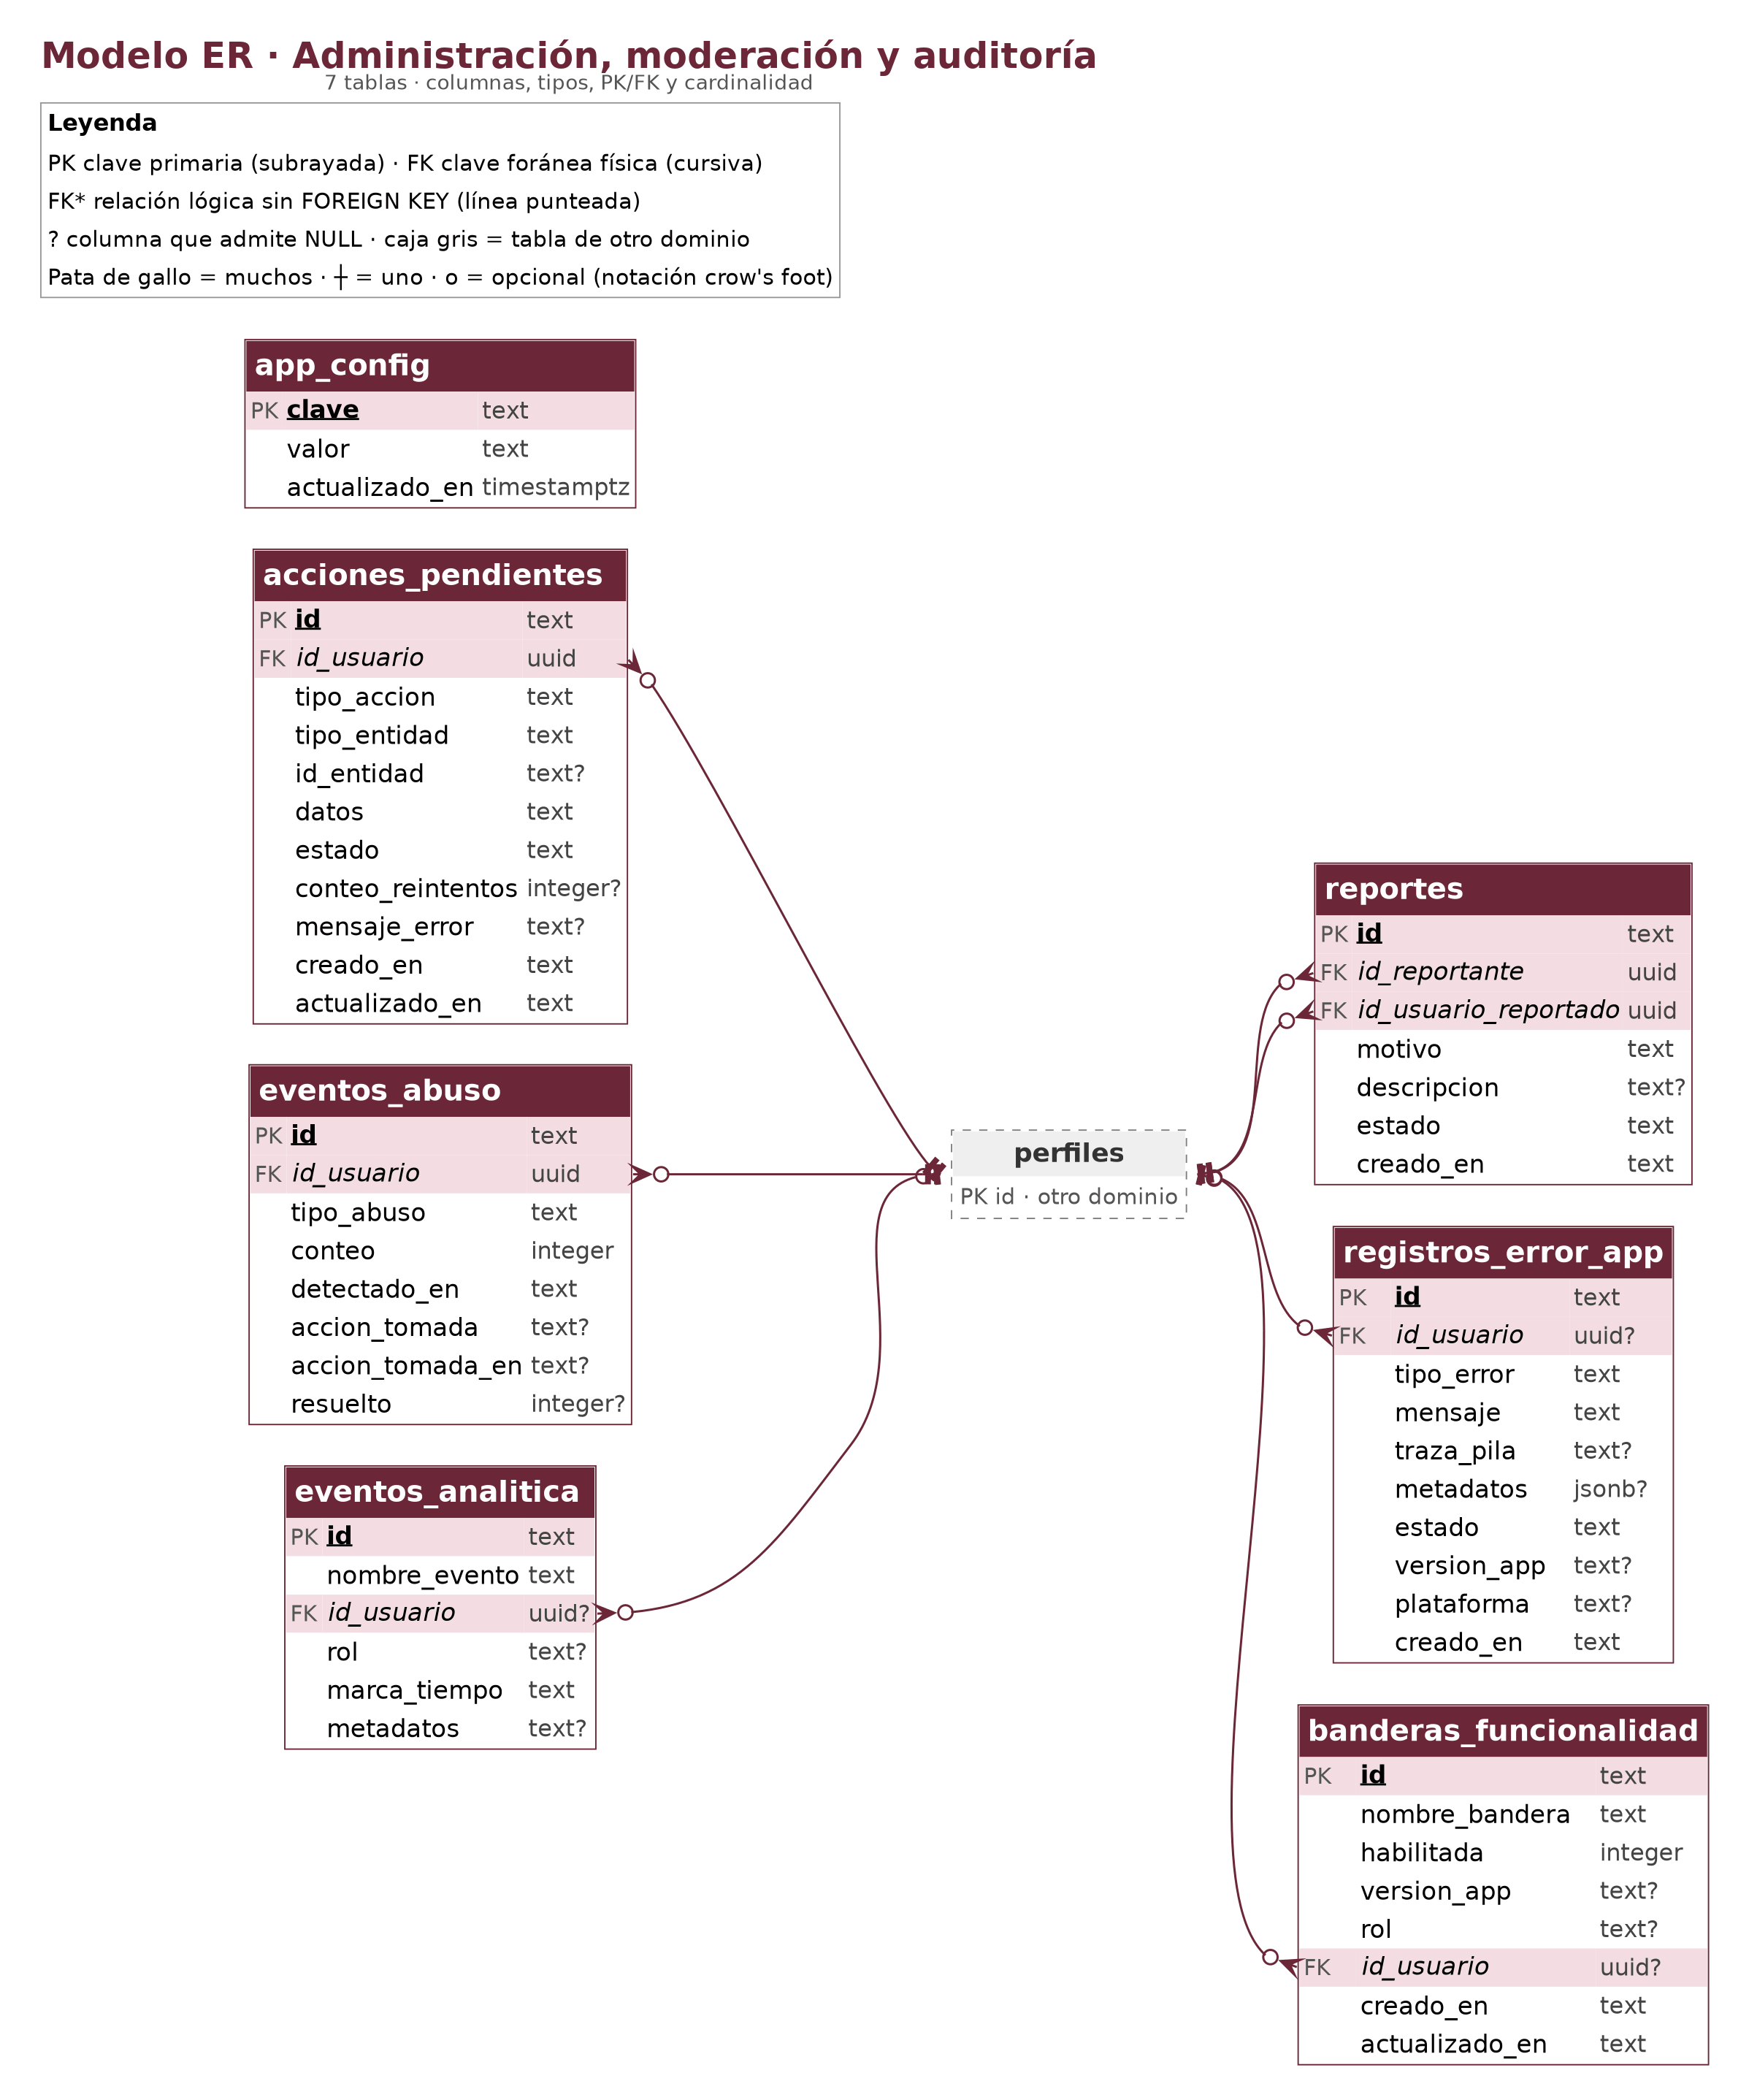 Modelo ER · Administración, moderación y auditoría
7 tablas · columnas, tipos, PK/FK y cardinalidad
Leyenda
PK clave primaria (subrayada) · FK clave foránea física (cursiva)
FK* relación lógica sin FOREIGN KEY (línea punteada)
? columna que admite NULL · caja gris = tabla de otro dominio
Pata de gallo = muchos · ┼ = uno · o = opcional (notación crow's foot)
app_config
PK clave text
valor text
actualizado_en timestamptz
acciones_pendientes
PK id text
FK id_usuario uuid
tipo_accion text
tipo_entidad text
id_entidad text?
datos text
estado text
conteo_reintentos integer?
mensaje_error text?
creado_en text
actualizado_en text
eventos_abuso
PK id text
FK id_usuario uuid
tipo_abuso text
conteo integer
detectado_en text
accion_tomada text?
accion_tomada_en text?
resuelto integer?
eventos_analitica
PK id text
nombre_evento text
FK id_usuario uuid?
rol text?
marca_tiempo text
metadatos text?
perfiles
PK id · otro dominio
reportes
PK id text
FK id_reportante uuid
FK id_usuario_reportado uuid
motivo text
descripcion text?
estado text
creado_en text
registros_error_app
PK id text
FK id_usuario uuid?
tipo_error text
mensaje text
traza_pila text?
metadatos jsonb?
estado text
version_app text?
plataforma text?
creado_en text
banderas_funcionalidad
PK id text
nombre_bandera text
habilitada integer
version_app text?
rol text?
FK id_usuario uuid?
creado_en text
actualizado_en text